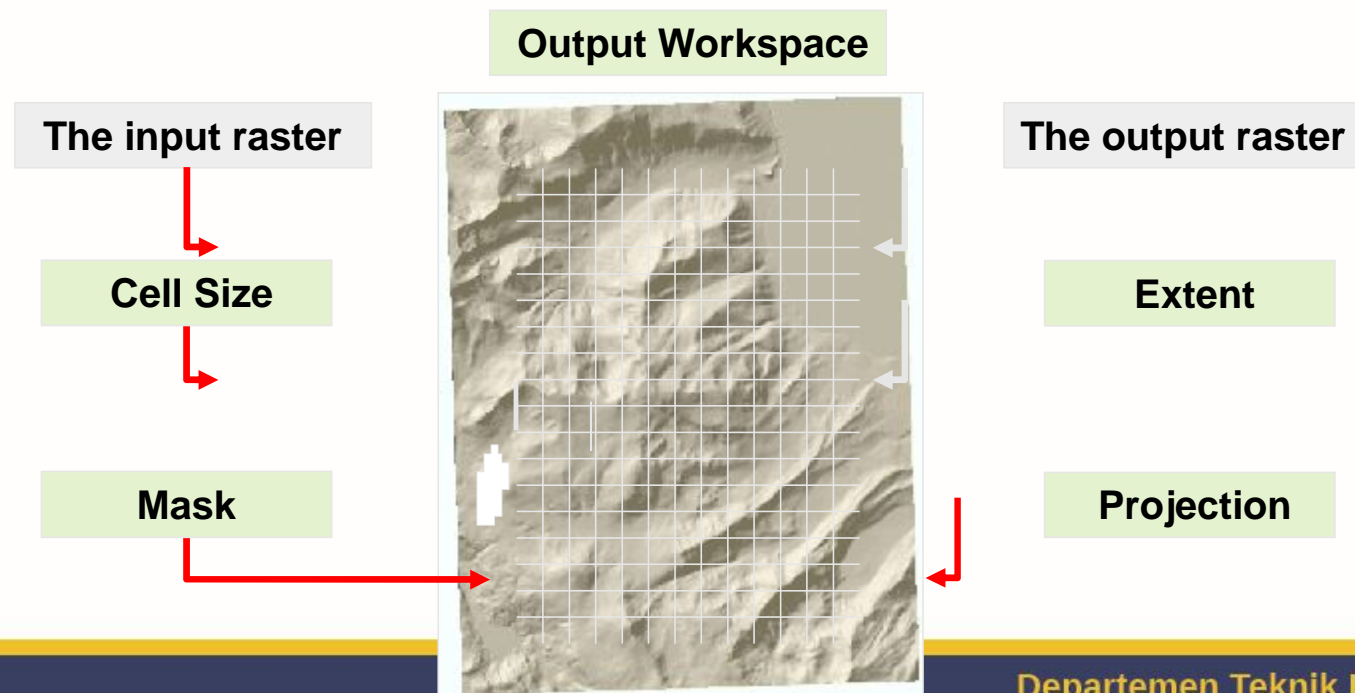 Output Workspace
The input raster
The output raster
Cell Size
Extent
Mask
Projection
Departemen Teknik